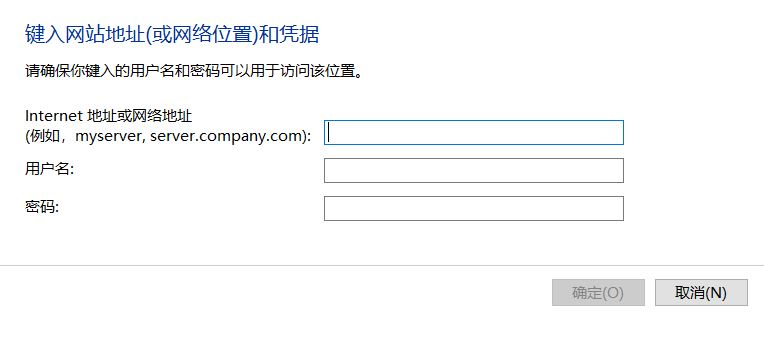 键入网站地址(或网络位置)和凭据
请确保你键入的用户名和密码可以用于访问该位置。
Internet 地址或网络地址
(例如，myserver, server.company.com):
用户名:
密码:
确定(O)
取消(N)